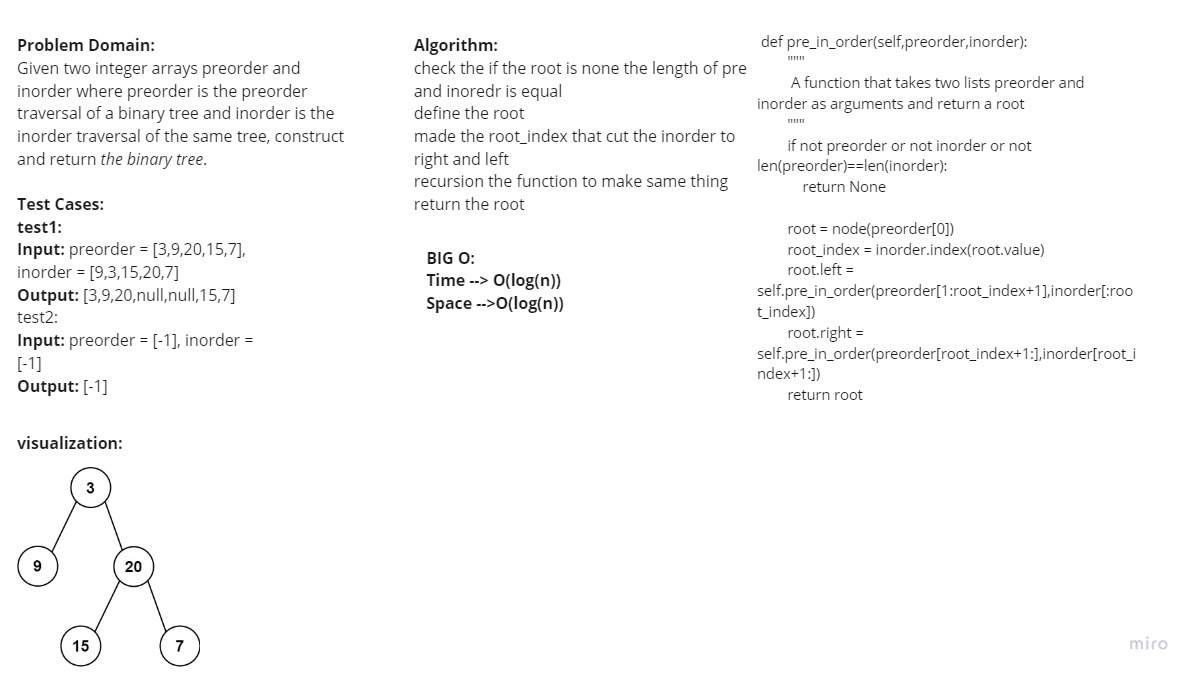 Problem Domain:
Given two integer arrays preorder and
inorder where preorder is the preorder
traversal of a binary tree and inorder is the
inorder traversal of the same tree, construct
and return the binary tree.
Test Cases:
test1:
Input: preorder = [3,9,20,15,7],
inorder = [9,3,15,20,7]
Output: [3,9,20,null,null,15,7]
test2:
Input: preorder = [-1], inorder =
[-1]
Output: [-1]
visualization:
3
9
20
15
7
Algorithm:
check the if the root is none the length of pre
and inoredr is equal
define the root
made the root_index that cut the inorder to
right and left
recursion the function to make same thing
return the root
BIG O:
Time --> O(log(n))
Space -->O(log(n))
def pre_in_order(self,preorder,inorder):
"""
A function that takes two lists preorder and
inorder as arguments and return a root
"""
if not preorder or not inorder or not
len(preorder)==len(inorder):
return None
root = node(preorder[0])
root_index = inorder.index(root.value)
root.left =
self.pre_in_order(preorder[1:root_index+1],inorder[:roo
t_index])
root.right =
self.pre_in_order(preorder[root_index+1:],inorder[root_i
ndex+1:])
return root
miro